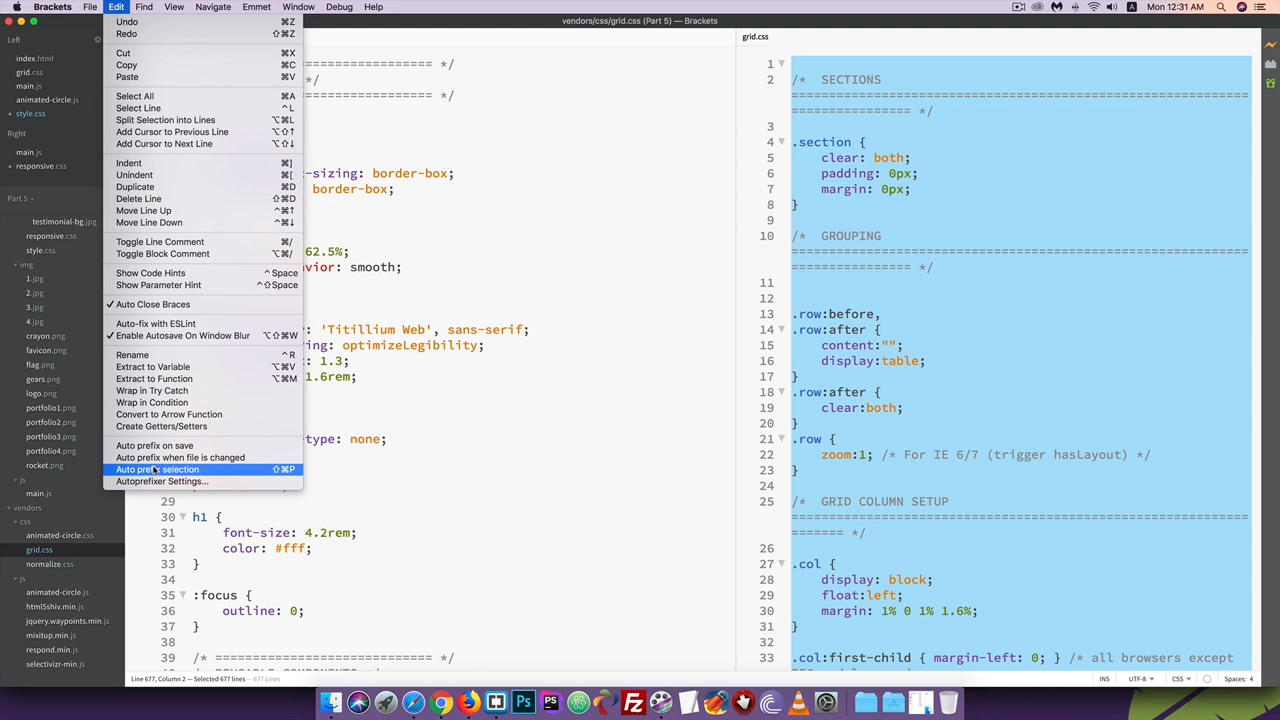 Brackets File Edit Find View Navigate Emmet Window Debug Help
Mon 12:31 AM
vendors/css/grid.css (Part 5) — Brackets
Left
index.html
grid.css
main.js
animated-circle.js
style.css
Right
main.js
responsive.css
Part 5
testimonial-bg.jpg
responsive.css
style.css
img
1.jpg
2.jpg
3.jpg
4.jpg
crayon.png
favicon.png
flag.png
gears.png
logo.png
portfolio1.png
portfolio2.png
portfolio3.png
portfolio4.png
rocket.png
js
main.js
vendors
css
animated-circle.css
grid.css
normalize.css
js
animated-circle.js
html5shiv.min.js
jquery.waypoints.min.js
mixitup.min.js
respond.min.js
selectivizr-min.js
Undo ⌘Z
Redo ⇧⌘Z
Cut ⌘X
Copy ⌘C
Paste ⌘V
Select All ⌘A
Select Line ^L
Split Selection into Lines ⌥⌘L
Add Cursor to Previous Line ⌥⇧↑
Add Cursor to Next Line ⌥⇧↓
Indent ⌘]
Unindent ⌘[
Duplicate ⌘D
Delete Line ⇧⌘D
Move Line Up ^⌘↑
Move Line Down ^⌘↓
Toggle Line Comment ⌘/
Toggle Block Comment ⌥⌘/
Show Code Hints ^Space
Show Parameter Hint ^⇧Space
✓ Auto Close Braces
Auto-fix with ESLint
✓ Enable Autosave On Window Blur ⌥⇧⌘W
Rename ^R
Extract to Variable ⌥⌘V
Extract to Function ⌥⌘M
Wrap in Try Catch
Wrap in Condition
Convert to Arrow Function
Create Getters/Setters
Auto prefix on save
Auto prefix when file is changed
Auto prefix selection ⇧⌘P
Autoprefixer Settings...
=============== */
*/
=============== */
x-sizing: border-box;
border-box;
62.5%;
vior: smooth;
: 'Titillium Web', sans-serif;
ring: optimizeLegibility;
: 1.3;
1.6rem;
-type: none;
29
30 h1 {
31 font-size: 4.2rem;
32 color: #fff;
33 }
34
35 :focus {
36 outline: 0;
37 }
38
39 /* ============================ */
grid.css
1
2 /* SECTIONS
=============================================================
=============== */
3
4 .section {
5 clear: both;
6 padding: 0px;
7 margin: 0px;
8 }
9
10 /* GROUPING
=============================================================
=============== */
11
12
13 .row:before,
14 .row:after {
15 content:"";
16 display:table;
17 }
18 .row:after {
19 clear:both;
20 }
21 .row {
22 zoom:1; /* For IE 6/7 (trigger hasLayout) */
23 }
25 /* GRID COLUMN SETUP
=============================================================
======= */
26
27 .col {
28 display: block;
29 float:left;
30 margin: 1% 0 1% 1.6%;
31 }
32
33 .col:first-child { margin-left: 0; } /* all browsers except
Line 677, Column 2 — Selected 677 lines — 677 Lines
INS UTF-8 CSS Spaces: 4